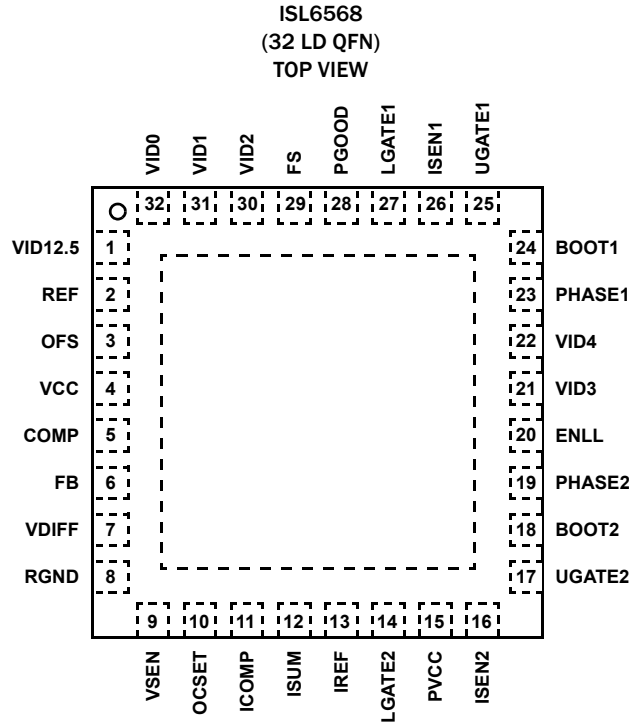 ISL6568
(32 LD QFN)
TOP VIEW
VID0 VID1 VID2 FS PGOOD LGATE1 ISEN1 UGATE1
32 31 30 29 28 27 26 25
VID12.5 1 24 BOOT1
REF 2 23 PHASE1
OFS 3 22 VID4
VCC 4 21 VID3
COMP 5 20 ENLL
FB 6 19 PHASE2
VDIFF 7 18 BOOT2
RGND 8 17 UGATE2
9 10 11 12 13 14 15 16
VSEN OCSET ICOMP ISUM IREF LGATE2 PVCC ISEN2